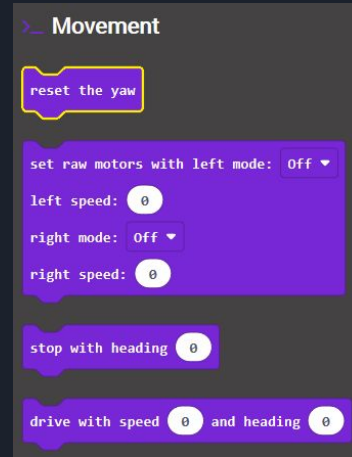 >_ Movement
reset the yaw
set raw motors with left mode: Off
left speed: 0
right mode: Off
right speed: 0
stop with heading 0
drive with speed 0 and heading 0